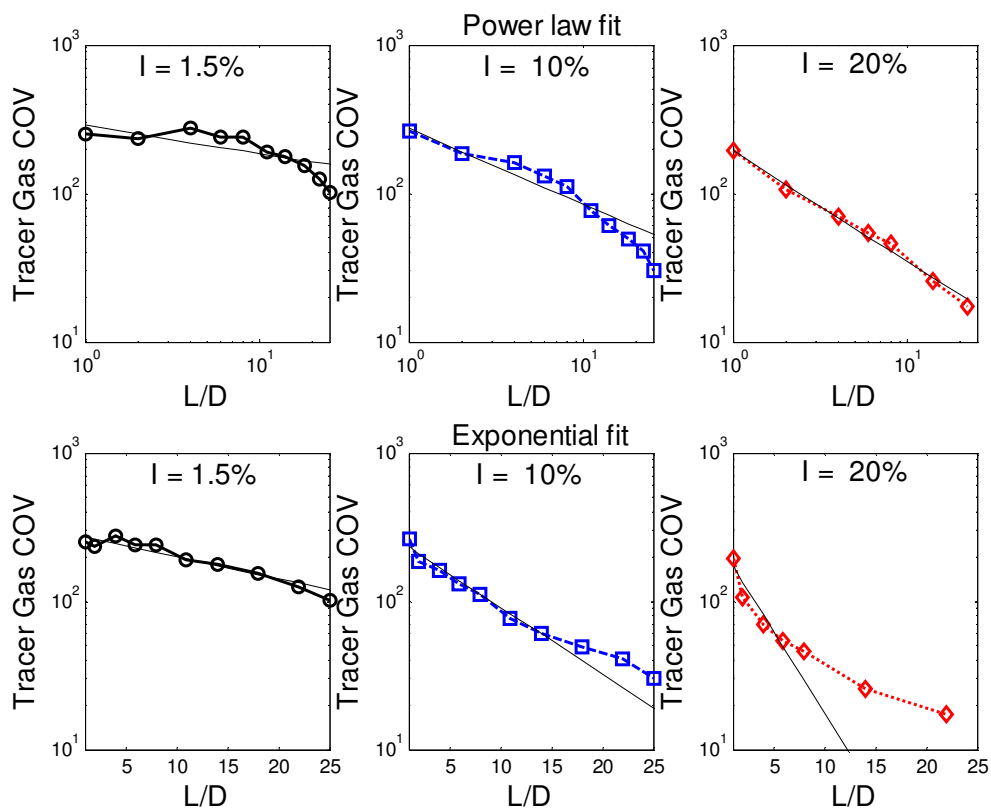 Power law fit
I = 1.5%
I = 10%
I = 20%
Tracer Gas COV
10^3
10^2
10^1
10^0
10^1
L/D
Tracer Gas COV
10^3
10^2
10^1
10^0
10^1
L/D
Tracer Gas COV
10^3
10^2
10^1
10^0
10^1
L/D
Exponential fit
I = 1.5%
I = 10%
I = 20%
Tracer Gas COV
10^3
10^2
10^1
5 10 15 20 25
L/D
Tracer Gas COV
10^3
10^2
10^1
5 10 15 20 25
L/D
Tracer Gas COV
10^3
10^2
10^1
5 10 15 20 25
L/D